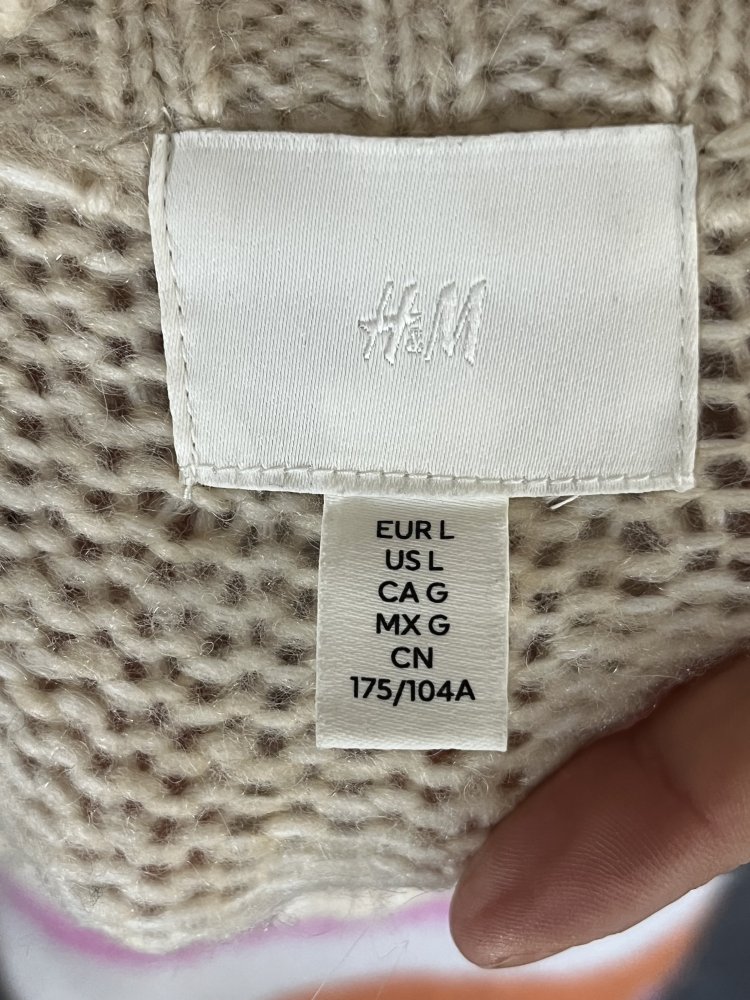 H&M
EUR L
US L
CA G
MX G
CN
175/104A